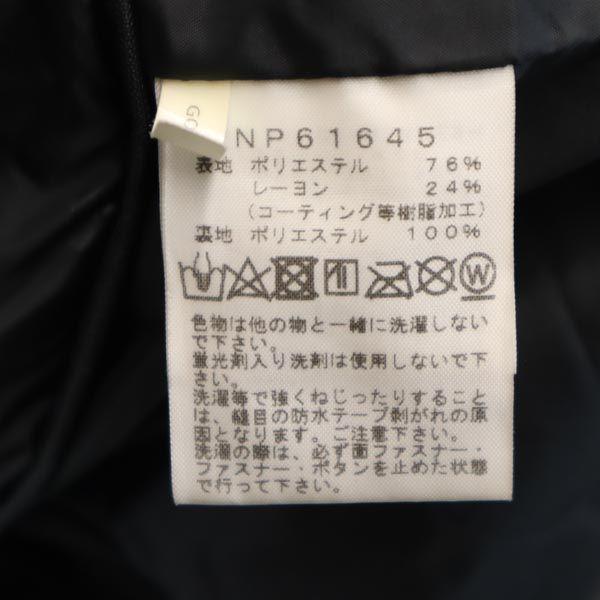 GO
NP61645
表地 ポリエステル 76%
レーヨン 24%
(コーティング等樹脂加工)
裏地 ポリエステル 100%
W
色物は他の物と一緒に洗濯しない
で下さい。
蛍光剤入り洗剤は使用しないで下
さい。
洗濯等で強くねじったりすること
は、縫目の防水テープ剥がれの原
因となります。ご注意下さい。
洗濯の際は、必ず面ファスナー・
ファスナー・ボタンを止めた状態
で行って下さい。